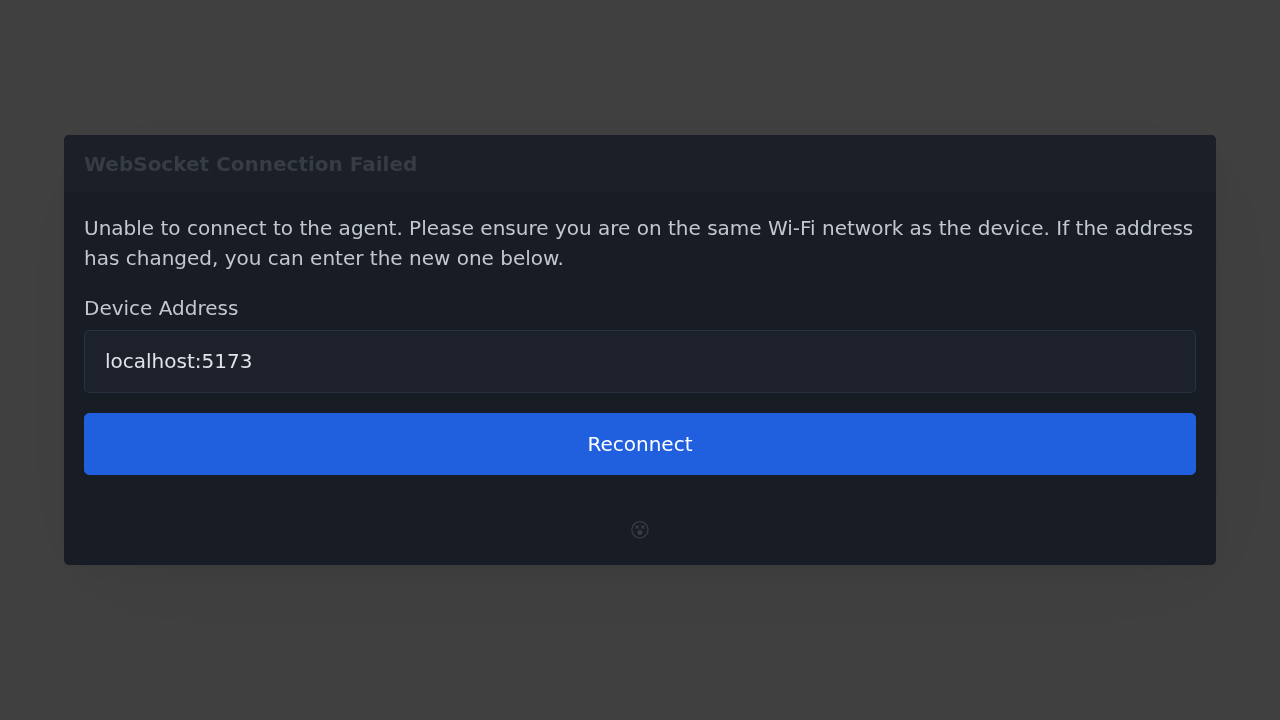 WebSocket Connection Failed
Unable to connect to the agent. Please ensure you are on the same Wi-Fi network as the device. If the address
has changed, you can enter the new one below.
Device Address
localhost:5173
Reconnect